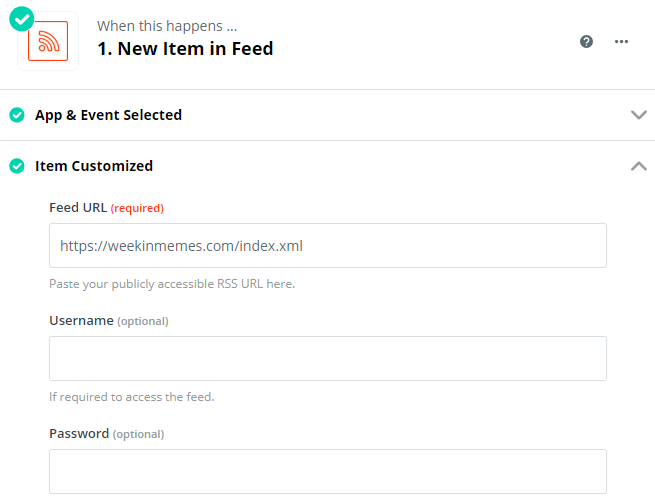 When this happens ...
1. New Item in Feed
App & Event Selected
Item Customized
Feed URL (required)
https://weekinmemes.com/index.xml
Paste your publicly accessible RSS URL here.
Username (optional)
If required to access the feed.
Password (optional)